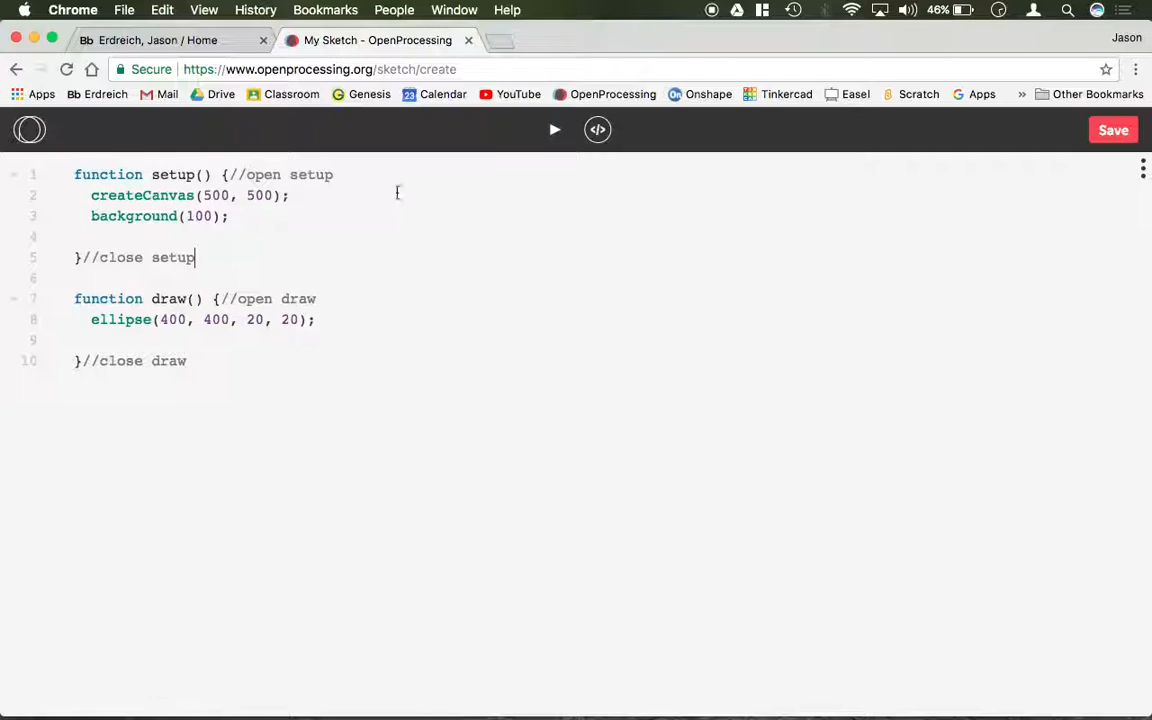 Chrome File Edit View History Bookmarks People Window Help 46%
Bb Erdreich, Jason / Home × My Sketch - OpenProcessing × Jason
Secure https://www.openprocessing.org/sketch/create
Apps Bb Erdreich Mail Drive Classroom Genesis 23 Calendar YouTube OpenProcessing On Onshape Tinkercad Easel Scratch Apps » Other Bookmarks
</> Save
1 function setup() {//open setup
2 createCanvas(500, 500);
3 background(100);
4
5 }//close setup
6
7 function draw() {//open draw
8 ellipse(400, 400, 20, 20);
9
10 }//close draw